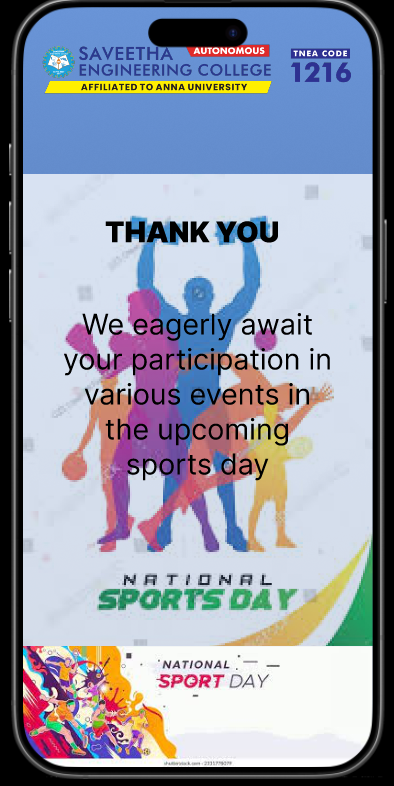 SAVEETHA
AUTONOMOUS
ENGINEERING COLLEGE
AFFILIATED TO ANNA UNIVERSITY
TNEA CODE
1216
THANK YOU
We eagerly await
your participation in
various events in
the upcoming
sports day
NATIONAL
SPORTS DAY
NATIONAL
SPORT DAY